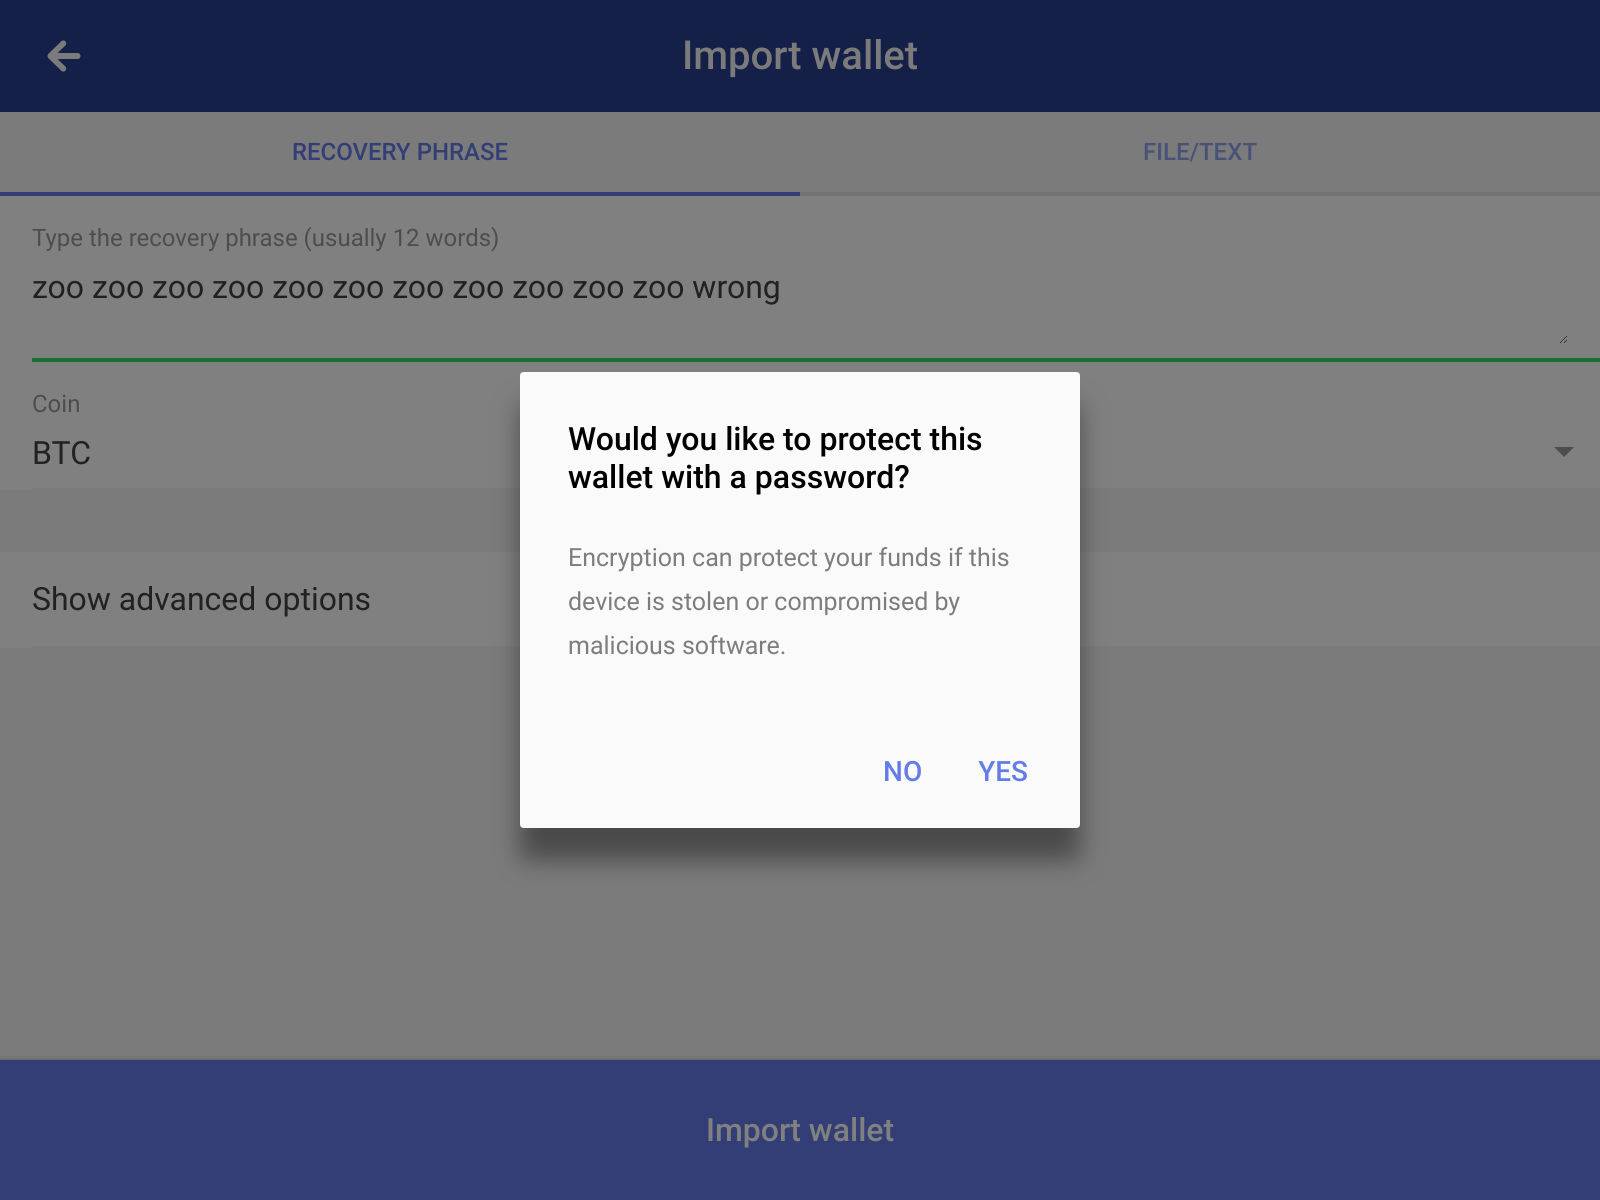 Import wallet
RECOVERY PHRASE
FILE/TEXT
Type the recovery phrase (usually 12 words)
zoo zoo zoo zoo zoo zoo zoo zoo zoo zoo zoo wrong
Coin
BTC
Show advanced options
Would you like to protect this
wallet with a password?
Encryption can protect your funds if this
device is stolen or compromised by
malicious software.
NO YES
Import wallet